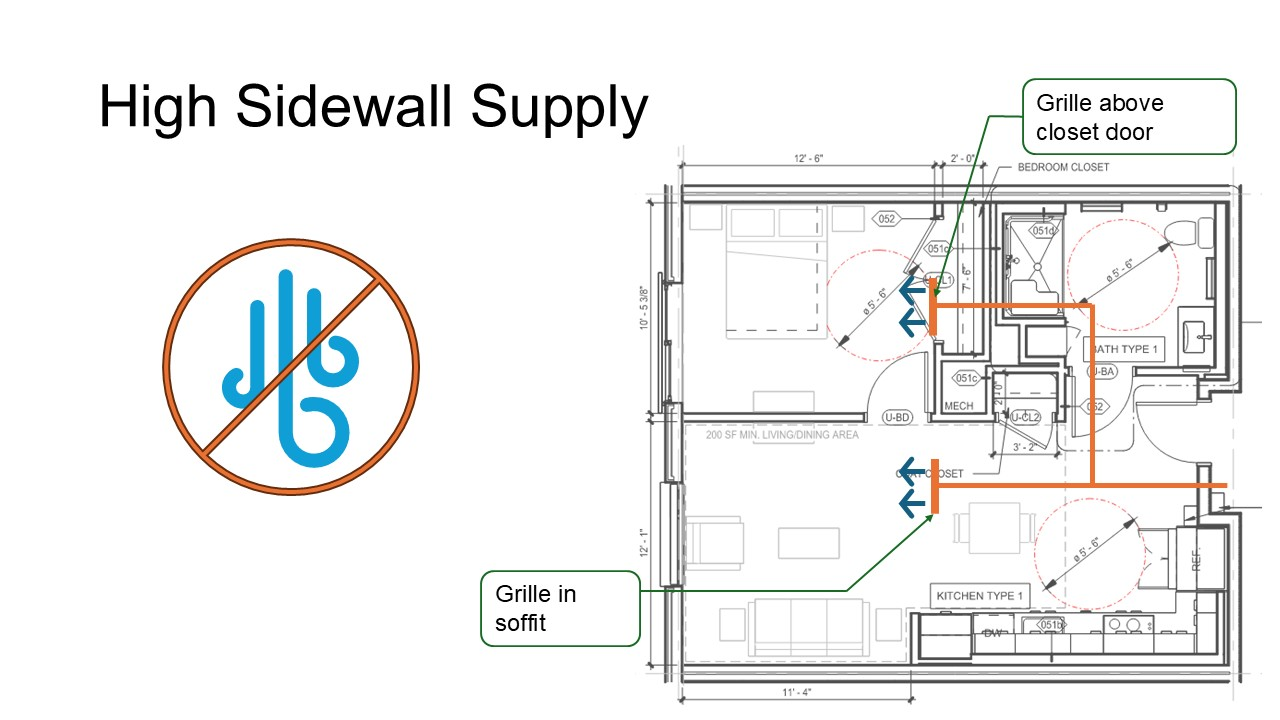 High Sidewall Supply
Grille above
closet door
12' - 6"
2' - 0"
BEDROOM CLOSET
052
051d
051c
U-CL1
7' - 6"
ø 5' - 6"
ø 5' - 6"
10' - 5 3/8"
BATH TYPE 1
U-BA
051c
MECH
2' - 0"
052
U-BD
U-CL2
200 SF MIN. LIVING/DINING AREA
3' - 2"
COAT CLOSET
12' - 1"
ø 5' - 6"
REF.
Grille in
soffit
KITCHEN TYPE 1
DW
051b
11' - 4"